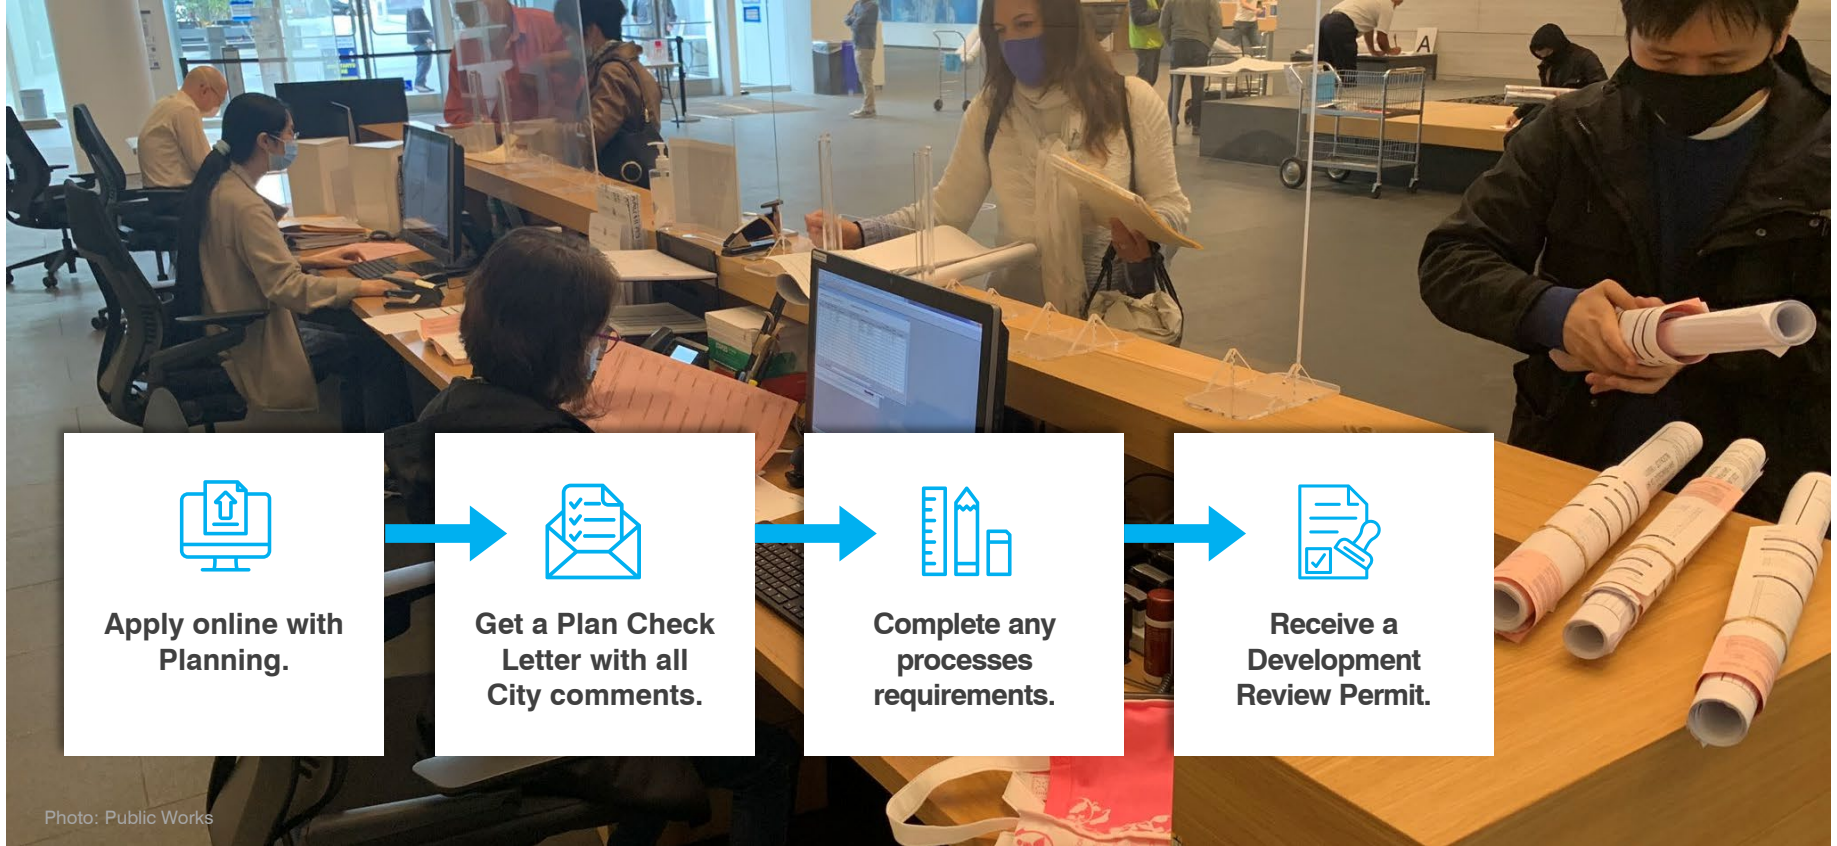 A
Apply online with
Planning.
Get a Plan Check
Letter with all
City comments.
Complete any
processes
requirements.
Receive a
Development
Review Permit.
Photo: Public Works